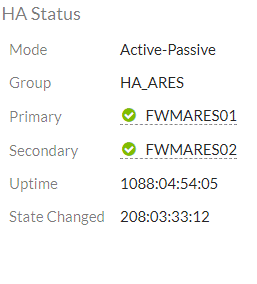 HA Status
Mode Active-Passive
Group HA_ARES
Primary FWMARES01
Secondary FWMARES02
Uptime 1088:04:54:05
State Changed 208:03:33:12